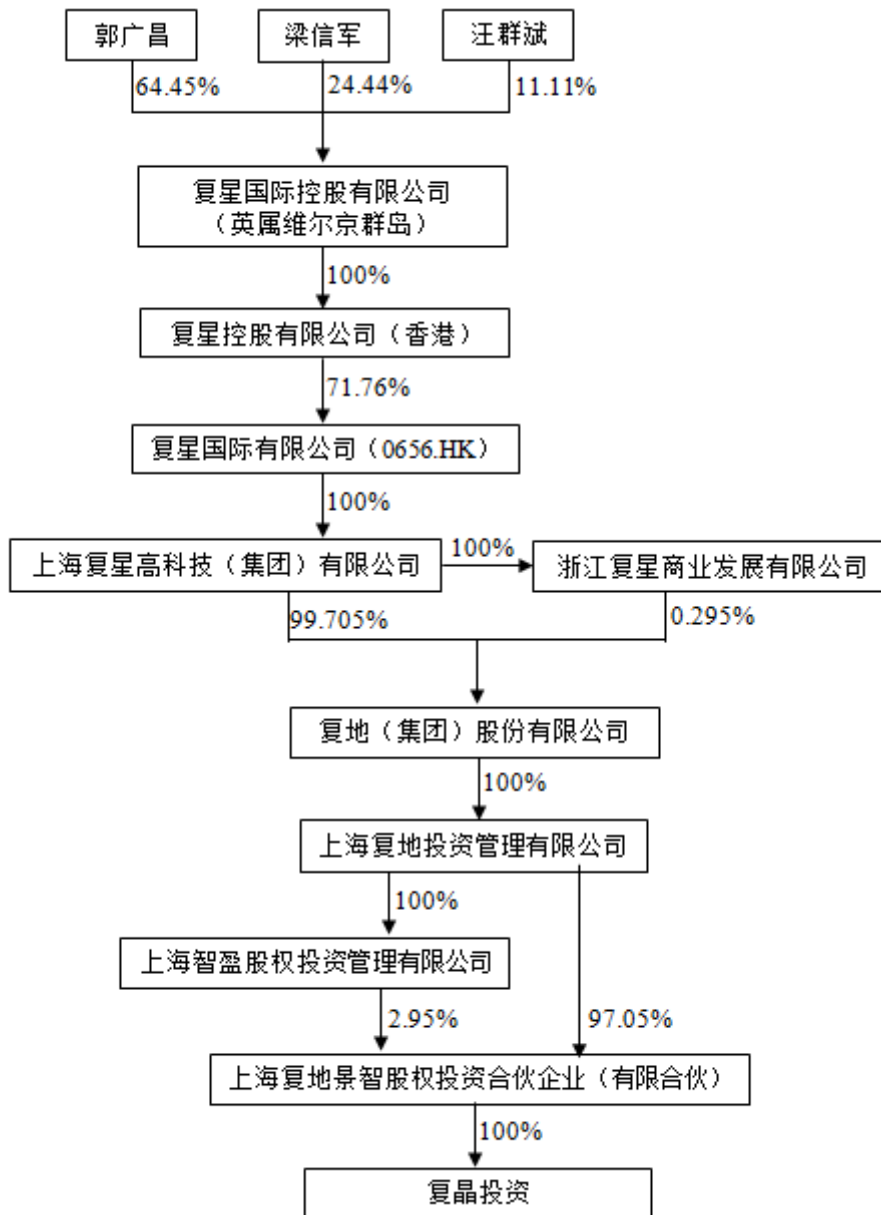 郭广昌
梁信军
汪群斌
64.45%
24.44%
11.11%
复星国际控股有限公司
（英属维尔京群岛）
100%
复星控股有限公司（香港）
71.76%
复星国际有限公司（0656.HK）
100%
上海复星高科技（集团）有限公司
100%
浙江复星商业发展有限公司
99.705%
0.295%
复地（集团）股份有限公司
100%
上海复地投资管理有限公司
100%
上海智盈股权投资管理有限公司
2.95%
97.05%
上海复地景智股权投资合伙企业（有限合伙）
100%
复晶投资